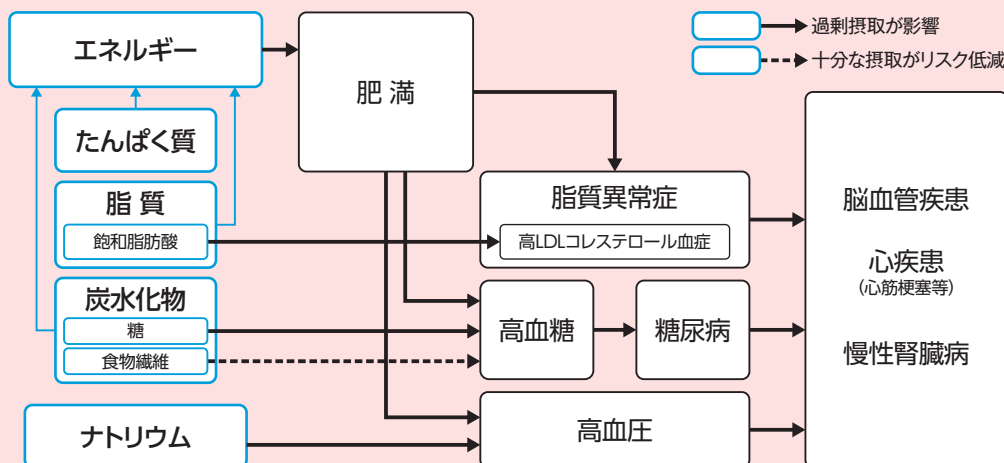 エネルギー
たんぱく質
脂 質
飽和脂肪酸
炭水化物
糖
食物繊維
ナトリウム
肥 満
過剰摂取が影響
十分な摂取がリスク低減
脂質異常症
高LDLコレステロール血症
高血糖
糖尿病
高血圧
脳血管疾患
心疾患
(心筋梗塞等)
慢性腎臓病